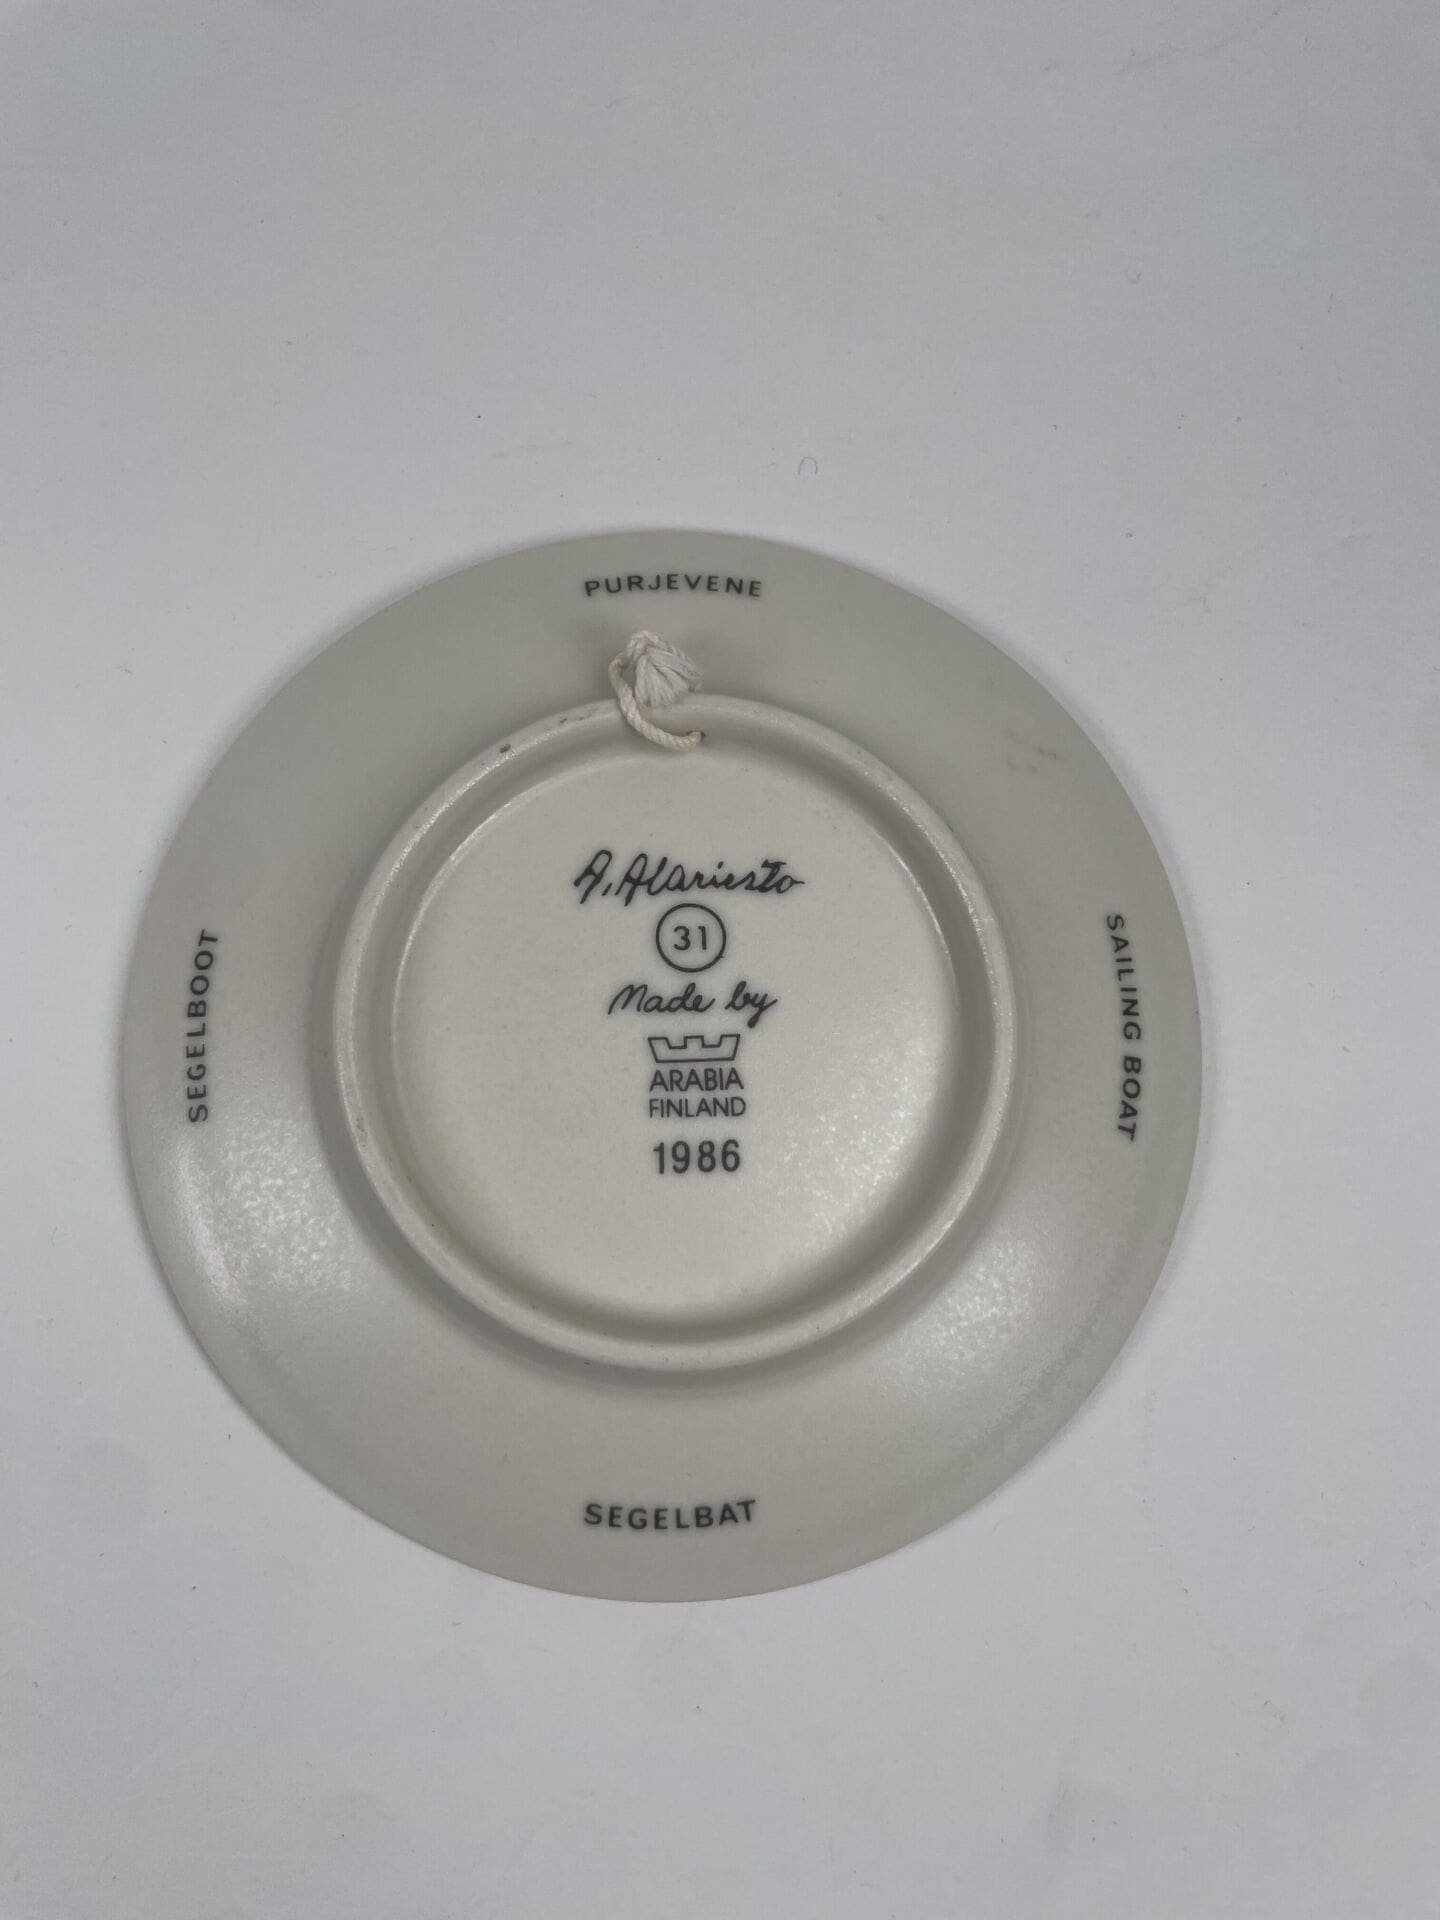 PURJEVENE
A. Alariesto
31
Made by
ARABIA
FINLAND
1986
SEGELBOOT
SAILING BOAT
SEGELBAT